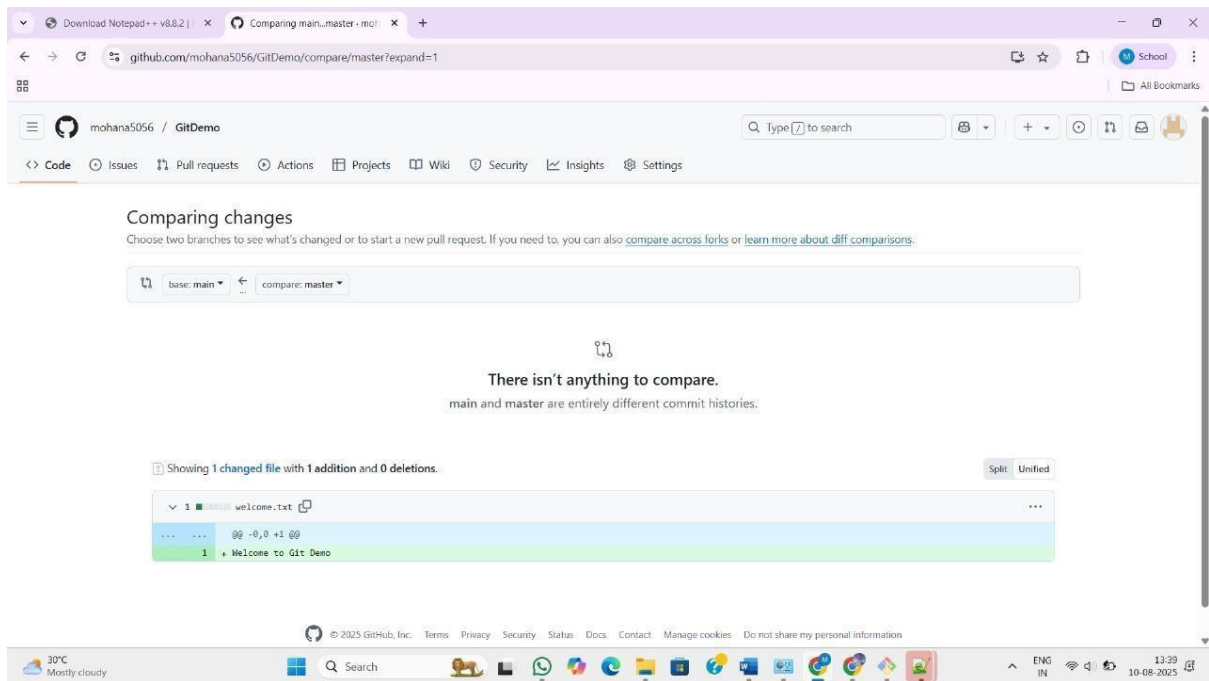 Download Notepad++ v8.8.2 |
Comparing main...master · moh
github.com/mohana5056/GitDemo/compare/master?expand=1
School
All Bookmarks
mohana5056 / GitDemo
Type / to search
Code Issues Pull requests Actions Projects Wiki Security Insights Settings
Comparing changes
Choose two branches to see what's changed or to start a new pull request. If you need to, you can also compare across forks or learn more about diff comparisons.
base: main ... compare: master
There isn't anything to compare.
main and master are entirely different commit histories.
Showing 1 changed file with 1 addition and 0 deletions.
Split Unified
1 welcome.txt
... ... @@ -0,0 +1 @@
1 + Welcome to Git Demo
© 2025 GitHub, Inc. Terms Privacy Security Status Docs Contact Manage cookies Do not share my personal information
30°C
Mostly cloudy
Search
ENG
IN
13:39
10-08-2025